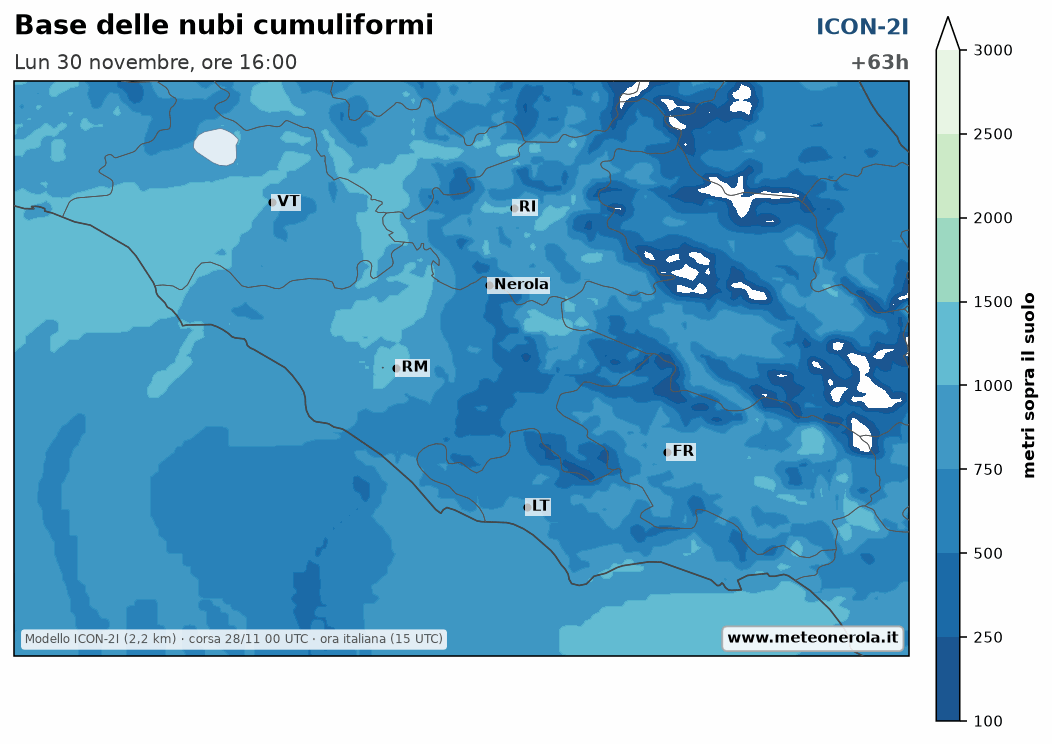 Base delle nubi cumuliformi
ICON-2I
Lun 30 novembre, ore 16:00
+63h
VT
RI
Nerola
RM
FR
LT
Modello ICON-2I (2,2 km) · corsa 28/11 00 UTC · ora italiana (15 UTC)
www.meteonerola.it
3000
2500
2000
1500
1000
750
500
250
100
metri sopra il suolo